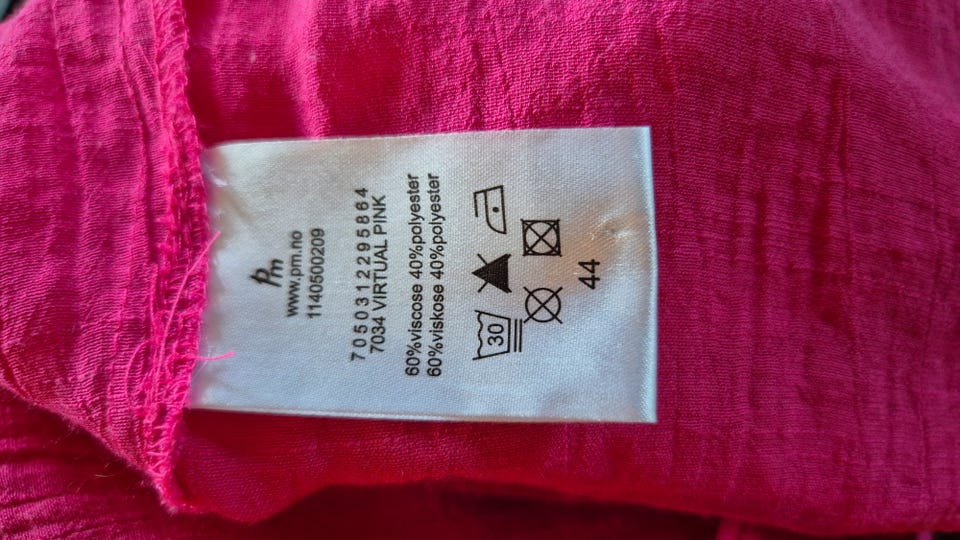 pm
www.pm.no
1140500209
7050312295864
7034 VIRTUAL PINK
60%viscose 40%polyester
60%viskose 40%polyester
30
44